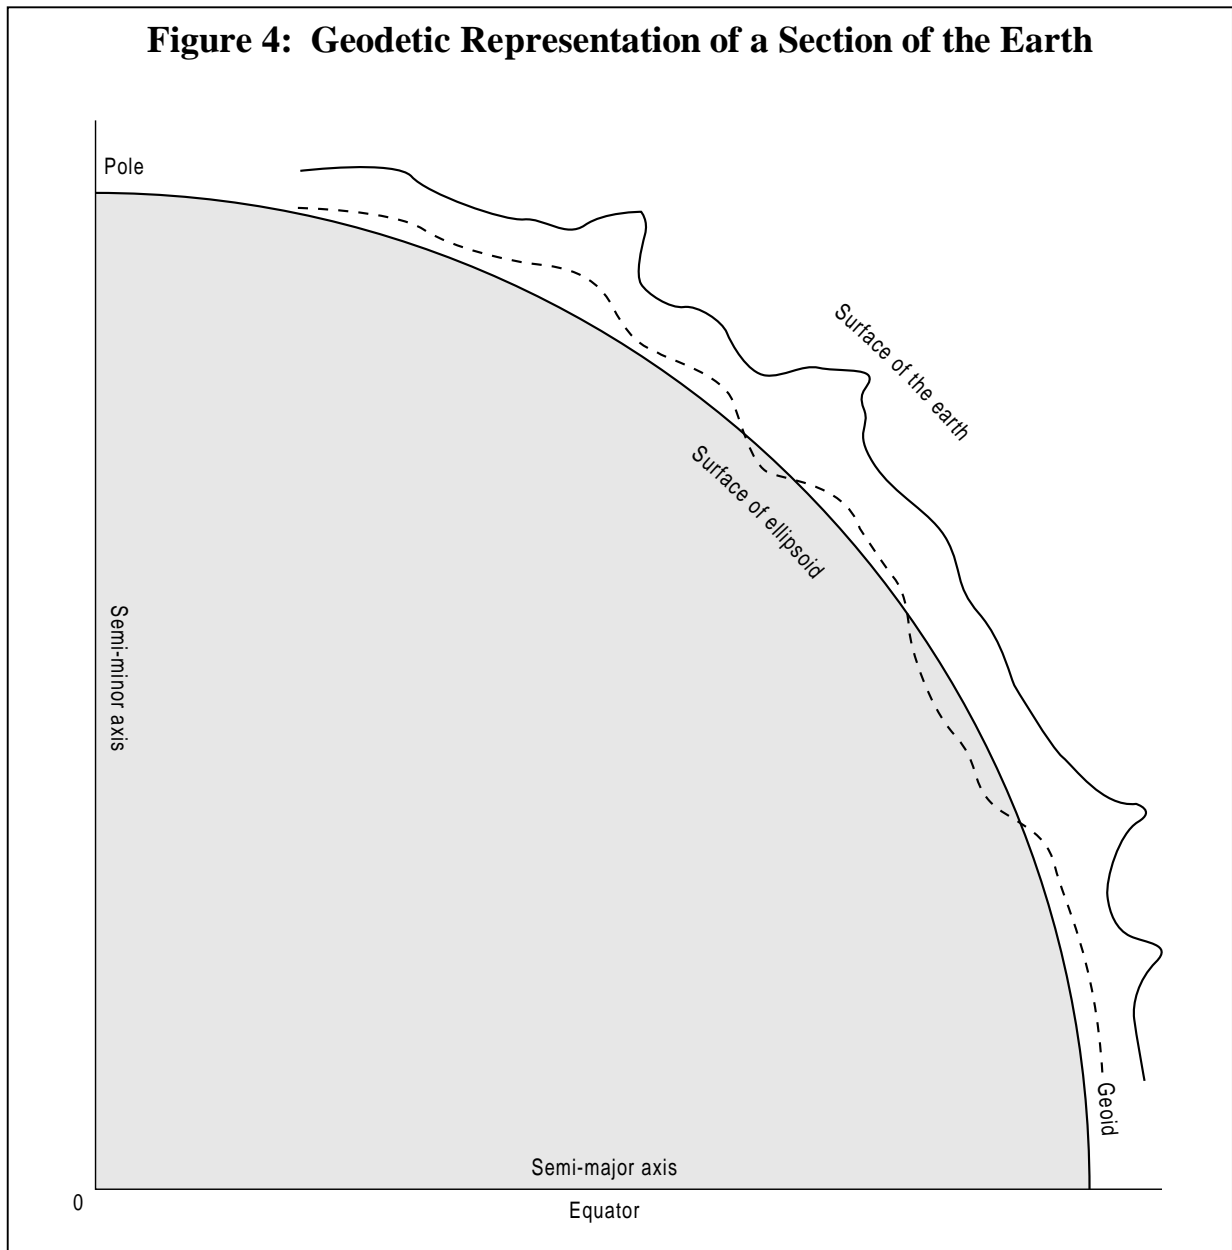 Figure 4: Geodetic Representation of a Section of the Earth
Pole
Surface of the earth
Surface of ellipsoid
Semi-minor axis
Geoid
Semi-major axis
0
Equator